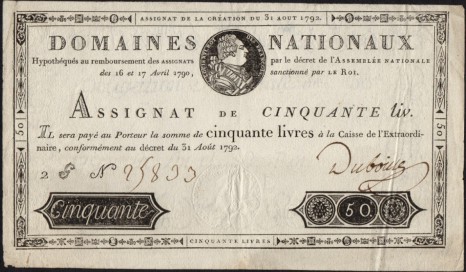 ASSIGNAT DE LA CRÉATION DU 31 AOUT 1792.
DOMAINES NATIONAUX
Hypothéqués au remboursement des ASSIGNATS
des 16 et 17 Avril 1790,
par le décret de l'ASSEMBLÉE NATIONALE
sanctionné par LE ROI.
ASSIGNAT DE CINQUANTE liv.
IL sera payé au Porteur la somme de cinquante livres à la Caisse de l'Extraordi-
naire, conformément au décret du 31 Août 1792.
2 N 25833
Cinquante
50
CINQUANTE LIVRES
50
50